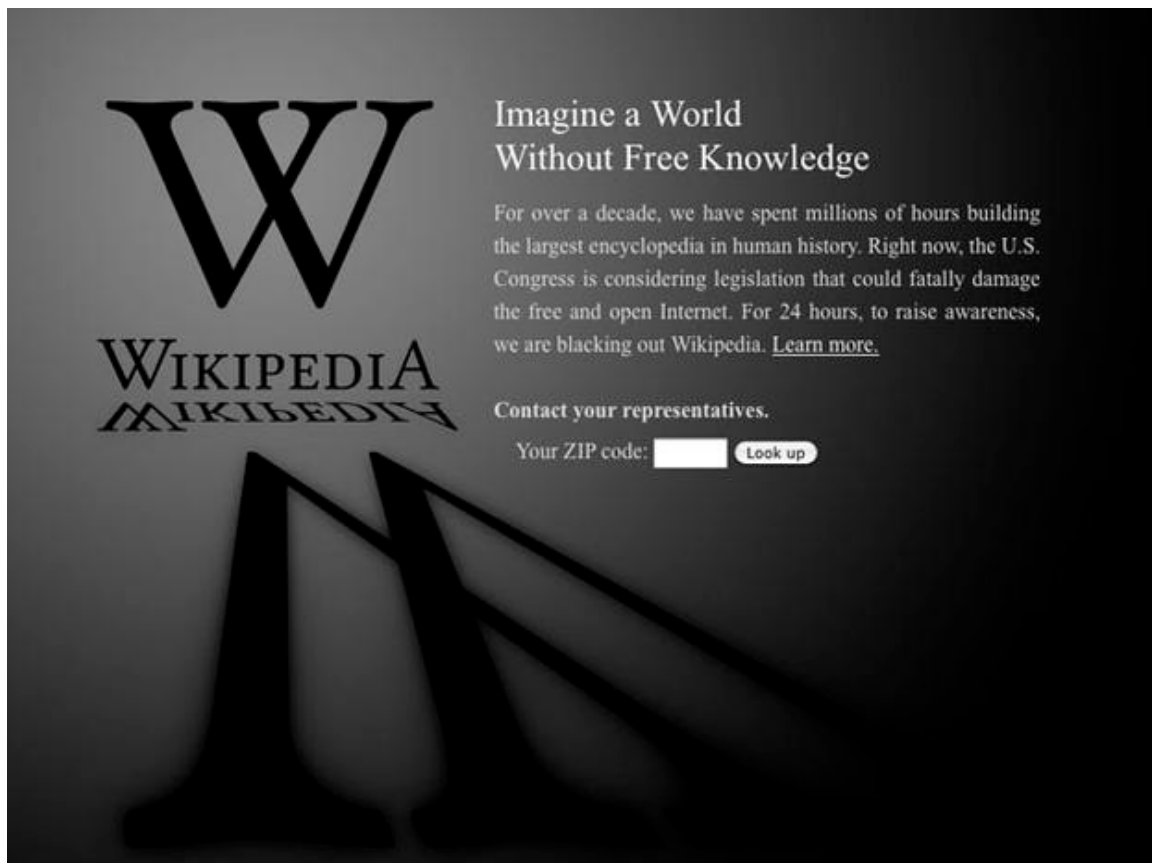 W
WIKIPEDIA
WIKIPEDIA
Imagine a World
Without Free Knowledge
For over a decade, we have spent millions of hours building
the largest encyclopedia in human history. Right now, the U.S.
Congress is considering legislation that could fatally damage
the free and open Internet. For 24 hours, to raise awareness,
we are blacking out Wikipedia. Learn more.
Contact your representatives.
Your ZIP code: Look up